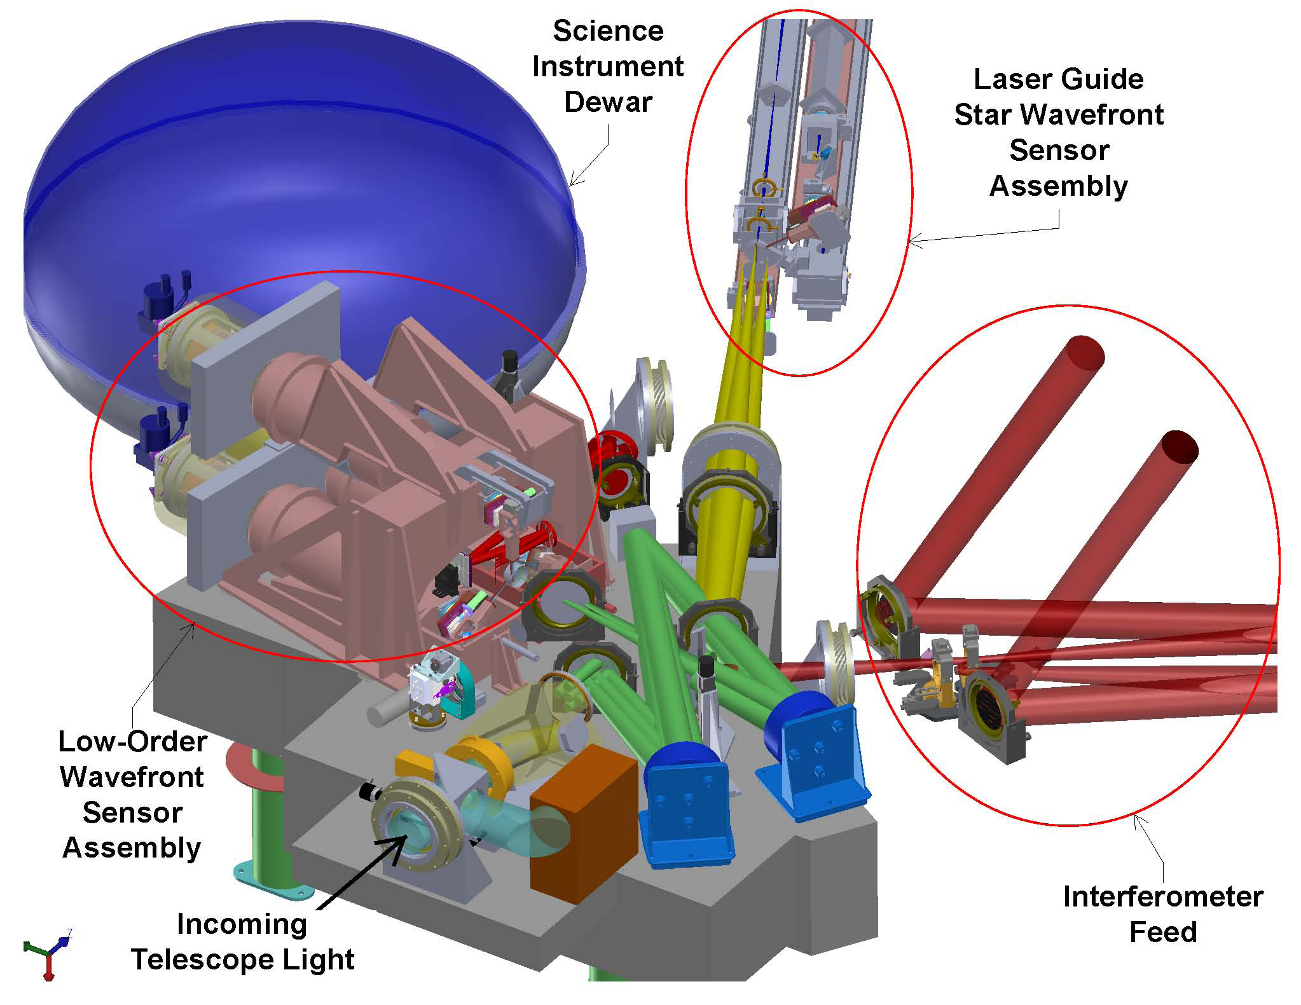 Science
Instrument
Dewar
Laser Guide
Star Wavefront
Sensor
Assembly
Low-Order
Wavefront
Sensor
Assembly
Incoming
Telescope Light
Interferometer
Feed
Z